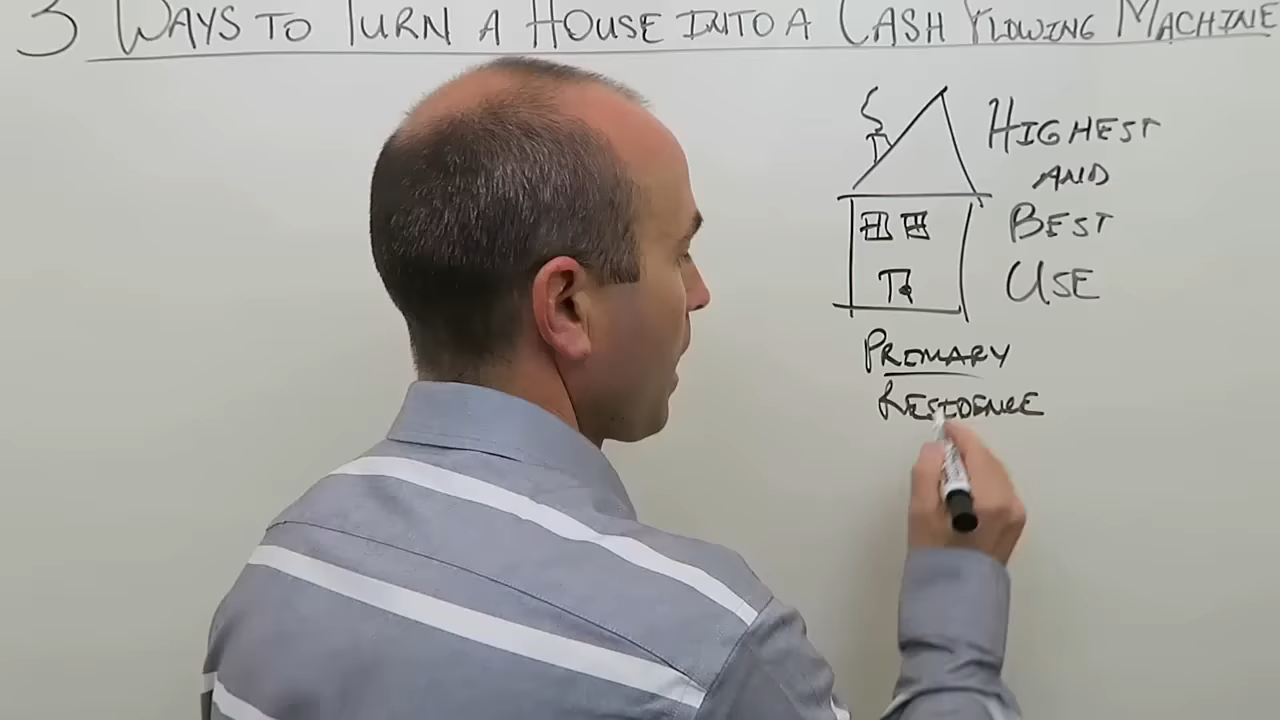 3 WAYS TO TURN A HOUSE INTO A CASH FLOWING MACHINE
HIGHEST
AND
BEST
USE
PRIMARY
RESIDENCE